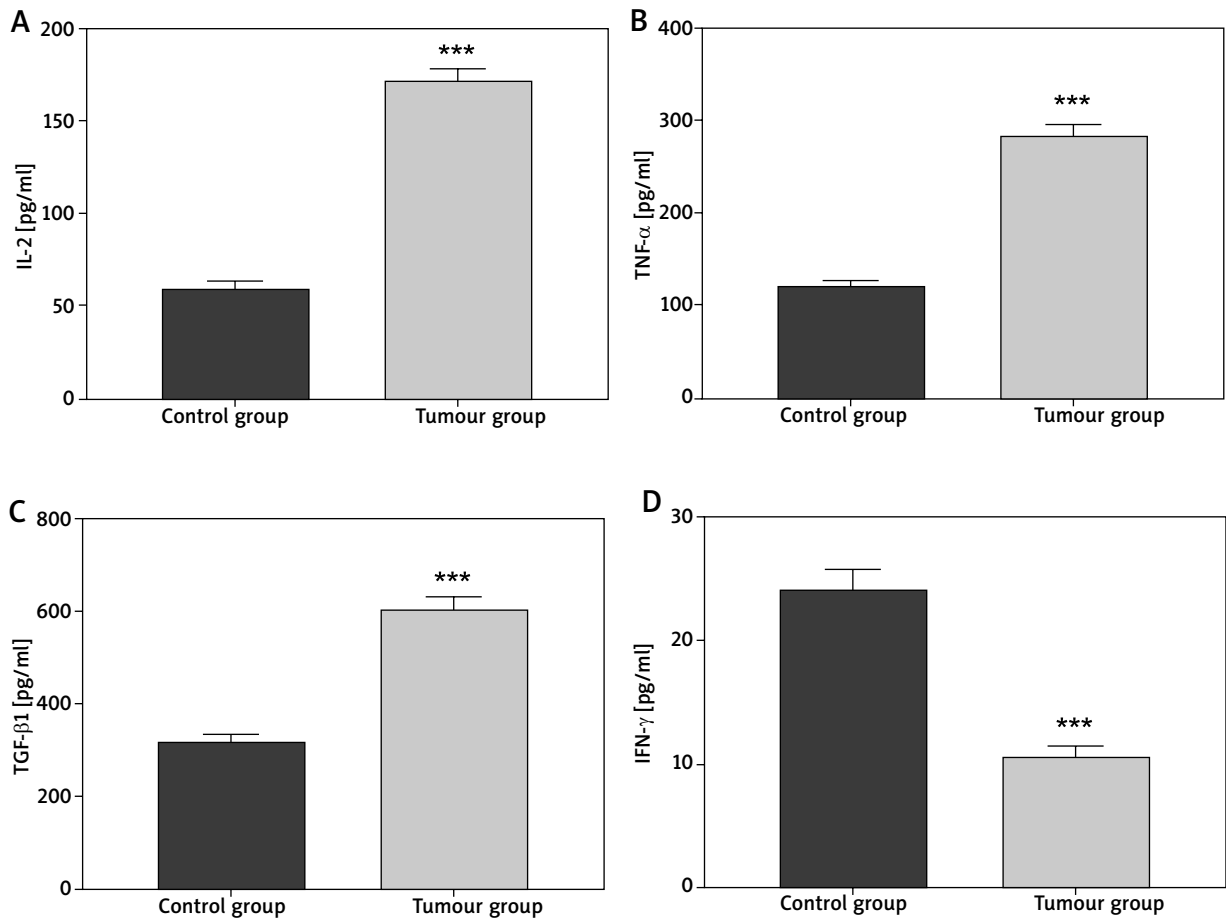 A
IL-2 [pg/ml]
200
150
100
50
0
***
Control group
Tumour group
B
TNF-α [pg/ml]
400
300
200
100
0
***
Control group
Tumour group
C
TGF-β1 [pg/ml]
800
600
400
200
0
***
Control group
Tumour group
D
IFN-γ [pg/ml]
30
20
10
0
***
Control group
Tumour group